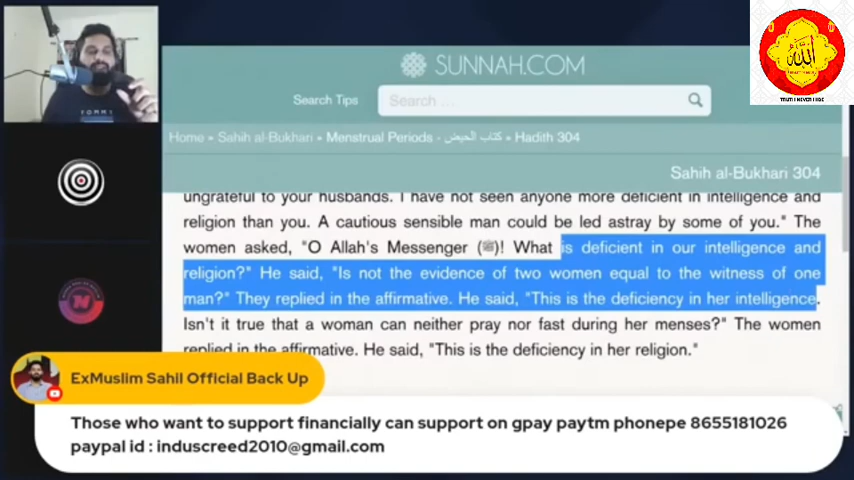 TOMMY
SUNNAH.COM
Search Tips
Search ...
Home » Sahih al-Bukhari » Menstrual Periods - كتاب الحيض » Hadith 304
Sahih al-Bukhari 304
ungrateful to your husbands. I have not seen anyone more deficient in intelligence and
religion than you. A cautious sensible man could be led astray by some of you." The
women asked, "O Allah's Messenger (ﷺ)! What is deficient in our intelligence and
religion?" He said, "Is not the evidence of two women equal to the witness of one
man?" They replied in the affirmative. He said, "This is the deficiency in her intelligence.
Isn't it true that a woman can neither pray nor fast during her menses?" The women
replied in the affirmative. He said, "This is the deficiency in her religion."
ExMuslim Sahil Official Back Up
Those who want to support financially can support on gpay paytm phonepe 8655181026
paypal id : induscreed2010@gmail.com
الله